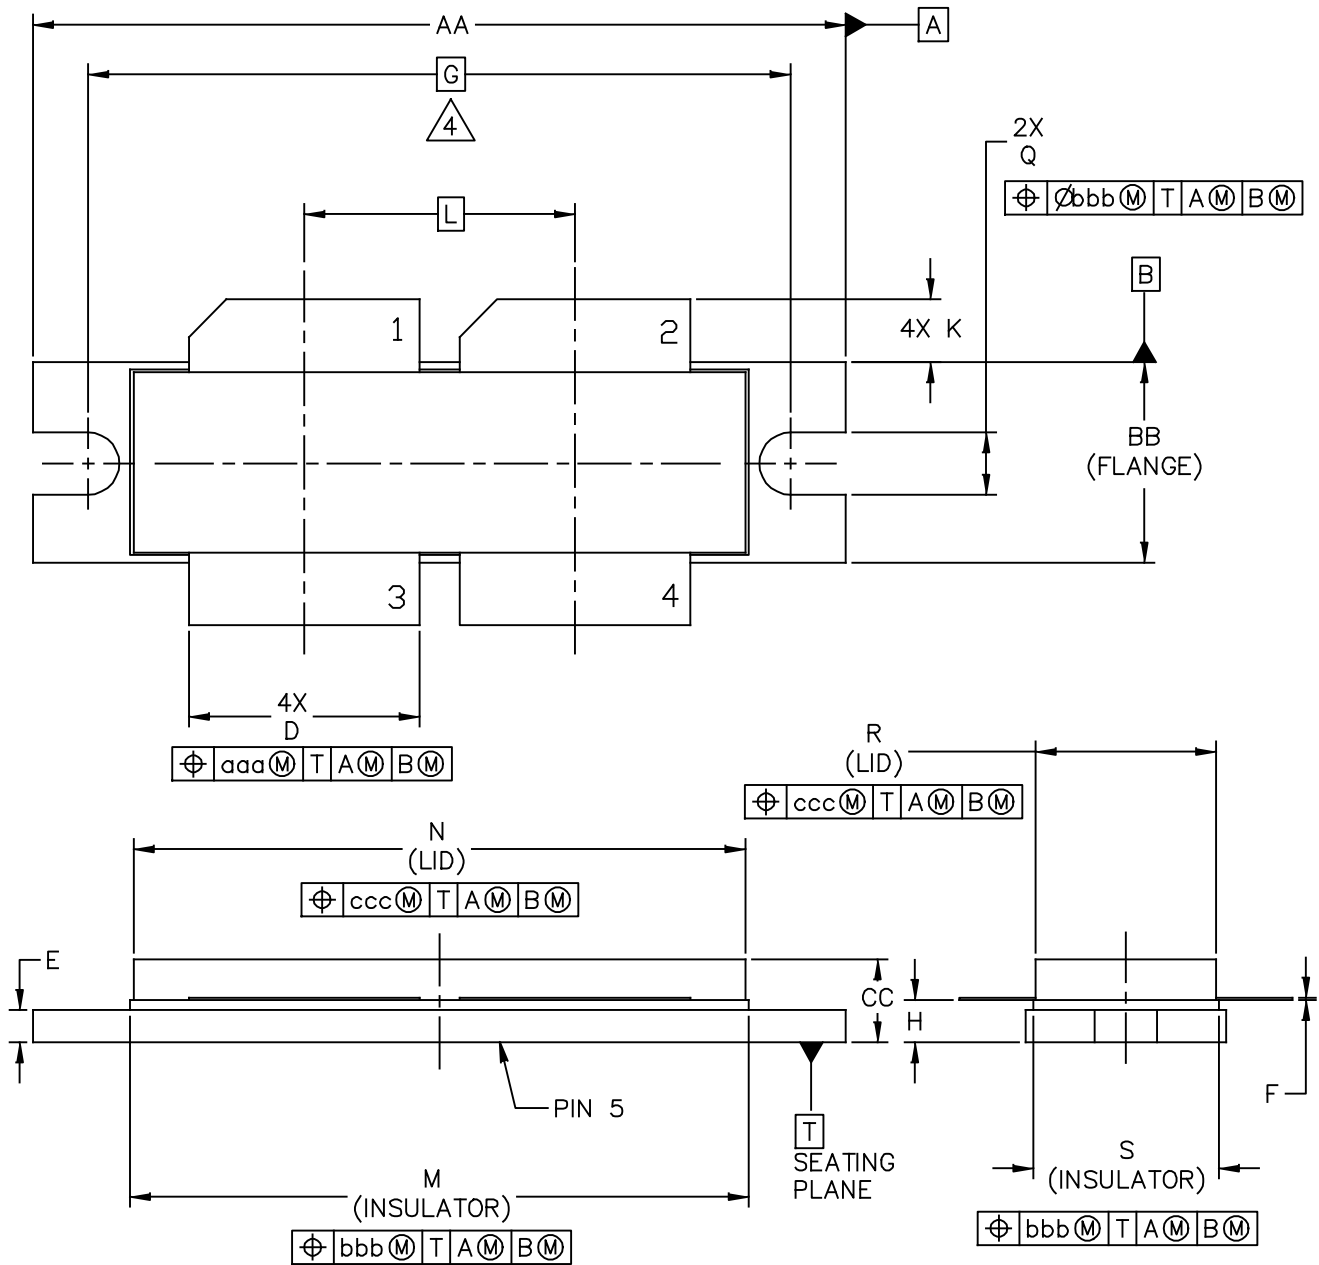 AA
A
G
4
2X
Q
⌖ Øbbb Ⓜ T A Ⓜ B Ⓜ
L
B
1
2
4X K
BB
(FLANGE)
3
4
4X
D
⌖ aaa Ⓜ T A Ⓜ B Ⓜ
R
(LID)
⌖ ccc Ⓜ T A Ⓜ B Ⓜ
N
(LID)
⌖ ccc Ⓜ T A Ⓜ B Ⓜ
E
CC
H
F
PIN 5
T
SEATING
PLANE
M
(INSULATOR)
⌖ bbb Ⓜ T A Ⓜ B Ⓜ
S
(INSULATOR)
⌖ bbb Ⓜ T A Ⓜ B Ⓜ